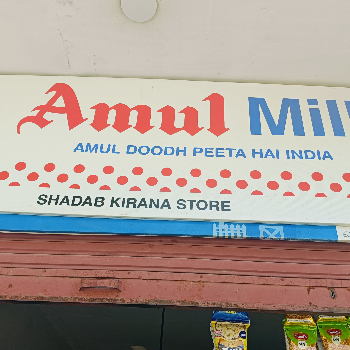 Amul Mil
AMUL DOODH PEETA HAI INDIA
SHADAB KIRANA STORE